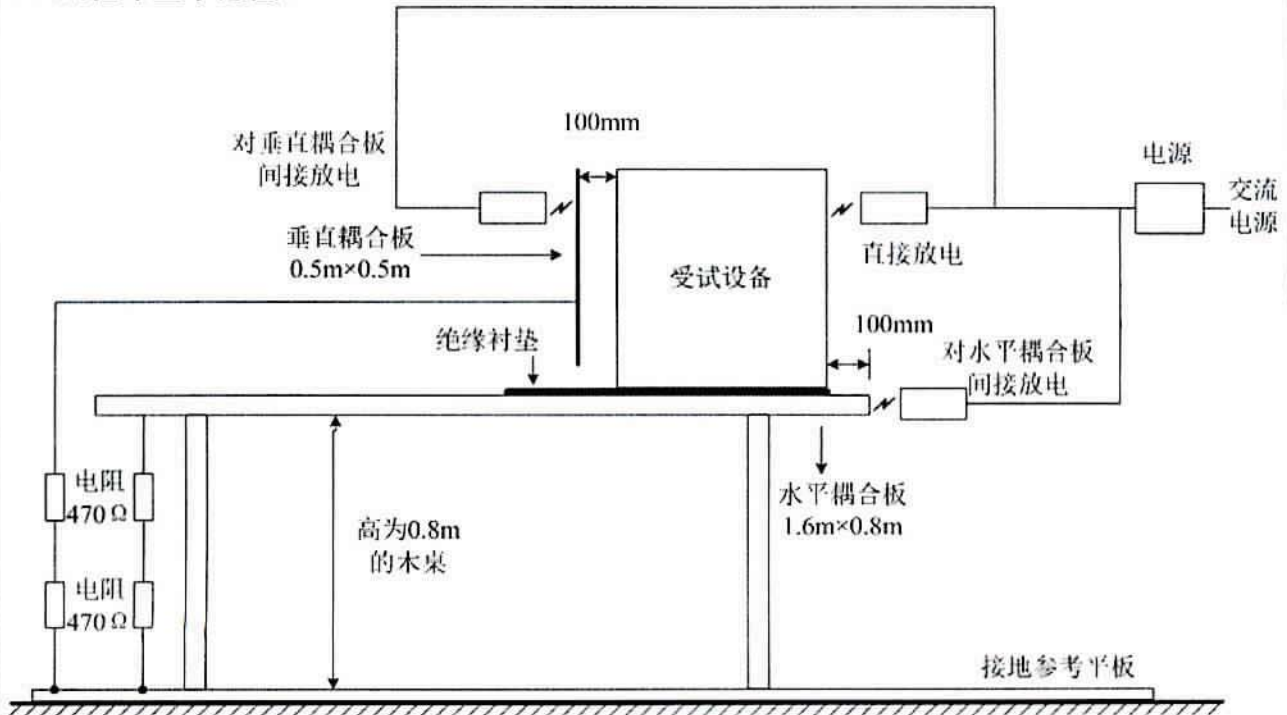 100mm
对垂直耦合板
间接放电
电源
交流
电源
垂直耦合板
0.5m×0.5m
直接放电
受试设备
100mm
绝缘衬垫
对水平耦合板
间接放电
电阻
470Ω
水平耦合板
1.6m×0.8m
高为0.8m
的木桌
电阻
470Ω
接地参考平板